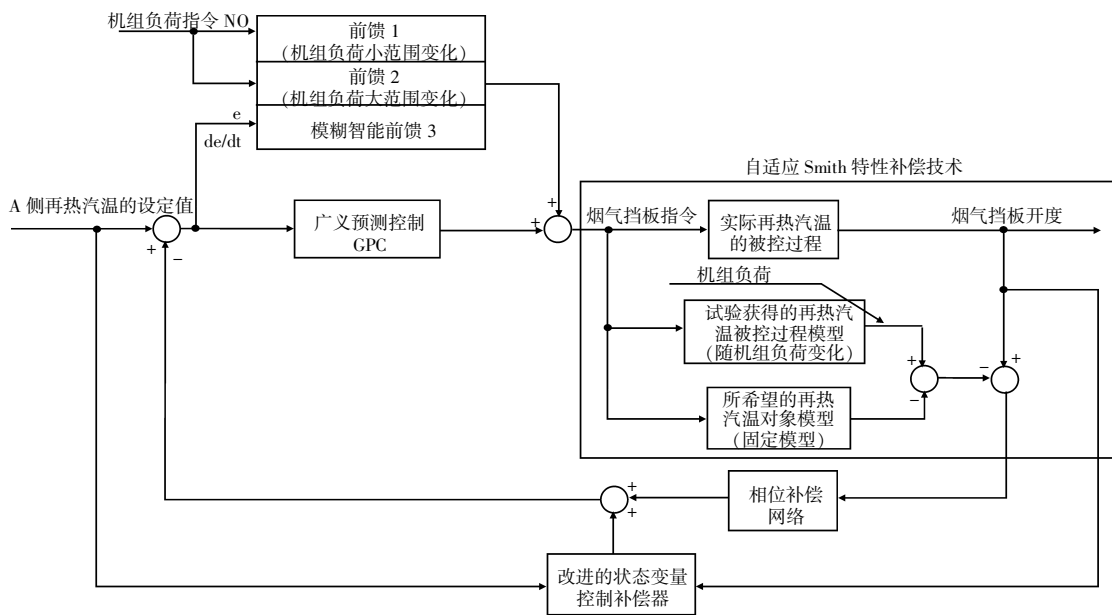 机组负荷指令 NO
前馈 1
(机组负荷小范围变化)
前馈 2
(机组负荷大范围变化)
模糊智能前馈 3
e
de/dt
自适应 Smith 特性补偿技术
A 侧再热汽温的设定值
+
−
广义预测控制
GPC
+
+
烟气挡板指令
实际再热汽温
的被控过程
烟气挡板开度
机组负荷
试验获得的再热汽
温被控过程模型
(随机组负荷变化)
+
−
−
+
所希望的再热
汽温对象模型
(固定模型)
+
+
相位补偿
网络
改进的状态变量
控制补偿器